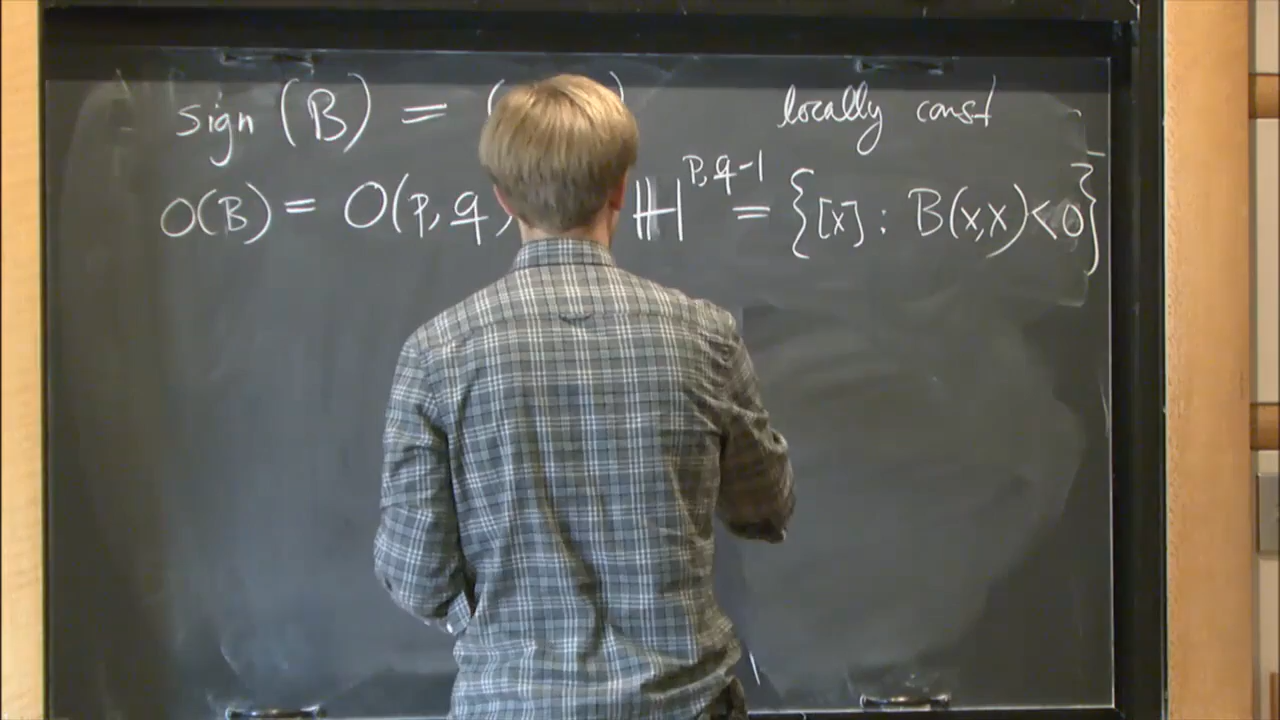 sign (B) = ( ) locally const
O(B) = O(p, q) ℍ^{p,q-1} = {[x] : B(x,x) < 0}